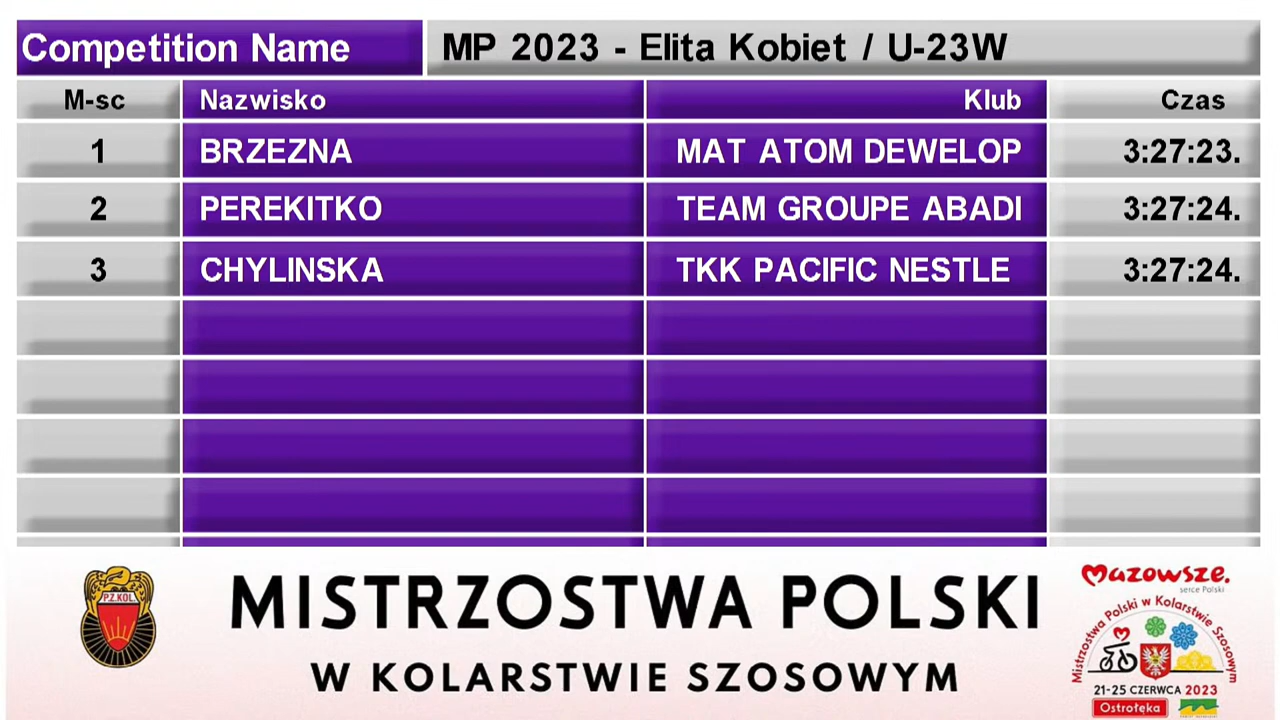 Competition Name MP 2023 - Elita Kobiet / U-23W
M-sc Nazwisko Klub Czas
1 BRZEZNA MAT ATOM DEWELOP 3:27:23.
2 PEREKITKO TEAM GROUPE ABADI 3:27:24.
3 CHYLINSKA TKK PACIFIC NESTLE 3:27:24.
P.Z.KOL.
MISTRZOSTWA POLSKI
W KOLARSTWIE SZOSOWYM
mazowsze.
serce Polski
Mistrzostwa Polski w Kolarstwie Szosowym
21-25 CZERWCA 2023
Ostrołęka